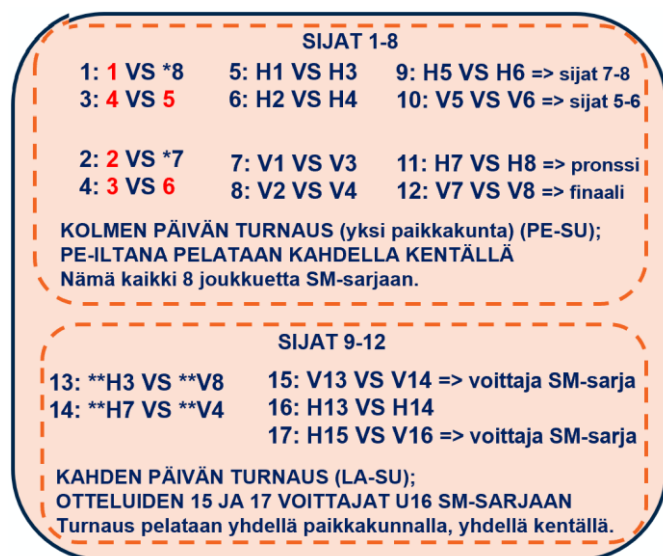 SIJAT 1-8
1: 1 VS *8 5: H1 VS H3 9: H5 VS H6 => sijat 7-8
3: 4 VS 5 6: H2 VS H4 10: V5 VS V6 => sijat 5-6
2: 2 VS *7 7: V1 VS V3 11: H7 VS H8 => pronssi
4: 3 VS 6 8: V2 VS V4 12: V7 VS V8 => finaali
KOLMEN PÄIVÄN TURNAUS (yksi paikkakunta) (PE-SU);
PE-ILTANA PELATAAN KAHDELLA KENTÄLLÄ
Nämä kaikki 8 joukkuetta SM-sarjaan.
SIJAT 9-12
13: **H3 VS **V8 15: V13 VS V14 => voittaja SM-sarja
14: **H7 VS **V4 16: H13 VS H14
17: H15 VS V16 => voittaja SM-sarja
KAHDEN PÄIVÄN TURNAUS (LA-SU);
OTTELUIDEN 15 JA 17 VOITTAJAT U16 SM-SARJAAN
Turnaus pelataan yhdellä paikkakunnalla, yhdellä kentällä.